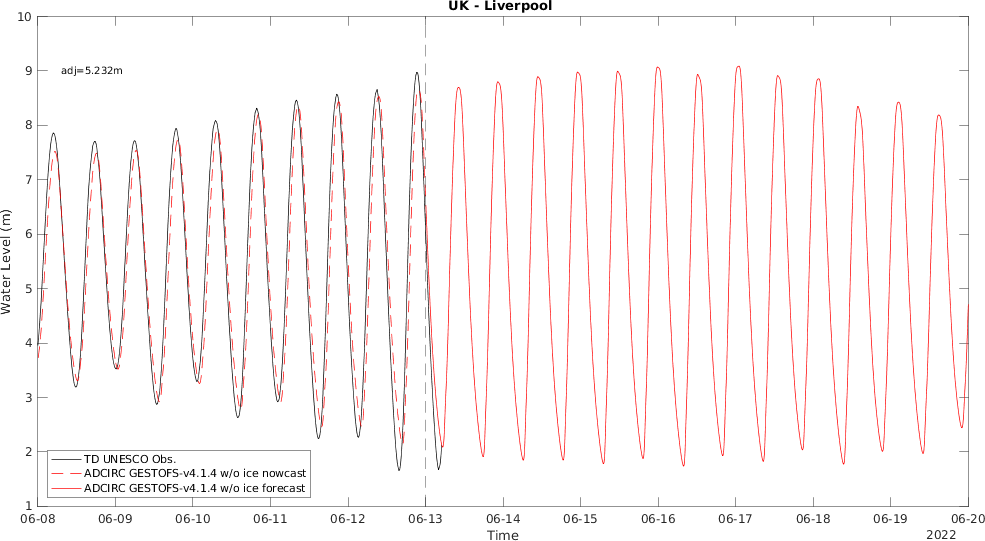 UK - Liverpool
10
9
8
7
6
5
4
3
2
1
Water Level (m)
adj=5.232m
TD UNESCO Obs.
ADCIRC GESTOFS-v4.1.4 w/o ice nowcast
ADCIRC GESTOFS-v4.1.4 w/o ice forecast
06-08 06-09 06-10 06-11 06-12 06-13 06-14 06-15 06-16 06-17 06-18 06-19 06-20
Time
2022